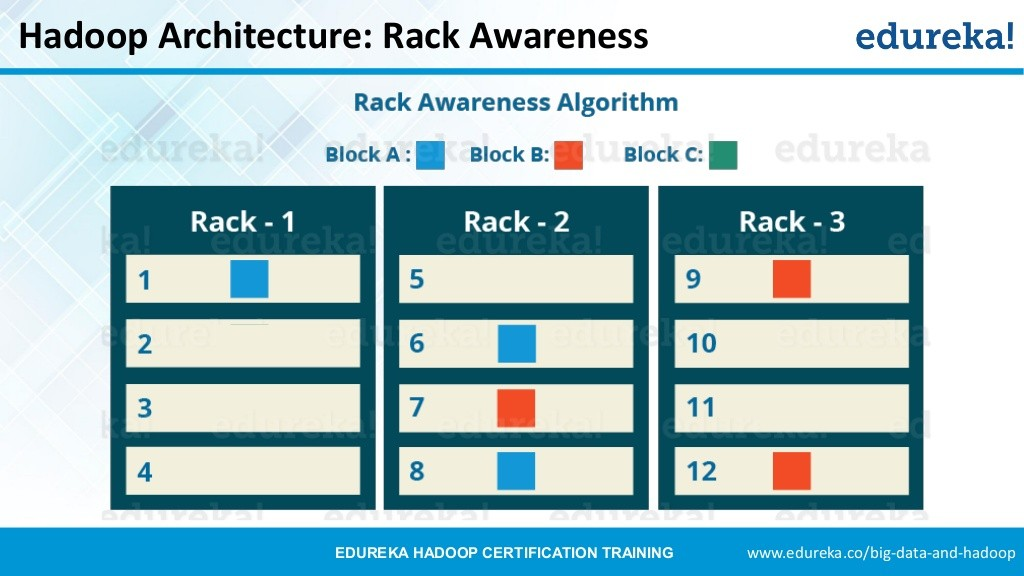 Hadoop Architecture: Rack Awareness
edureka!
Rack Awareness Algorithm
Block A : Block B: Block C:
Rack - 1
Rack - 2
Rack - 3
1
5
9
2
6
10
3
7
11
4
8
12
EDUREKA HADOOP CERTIFICATION TRAINING
www.edureka.co/big-data-and-hadoop